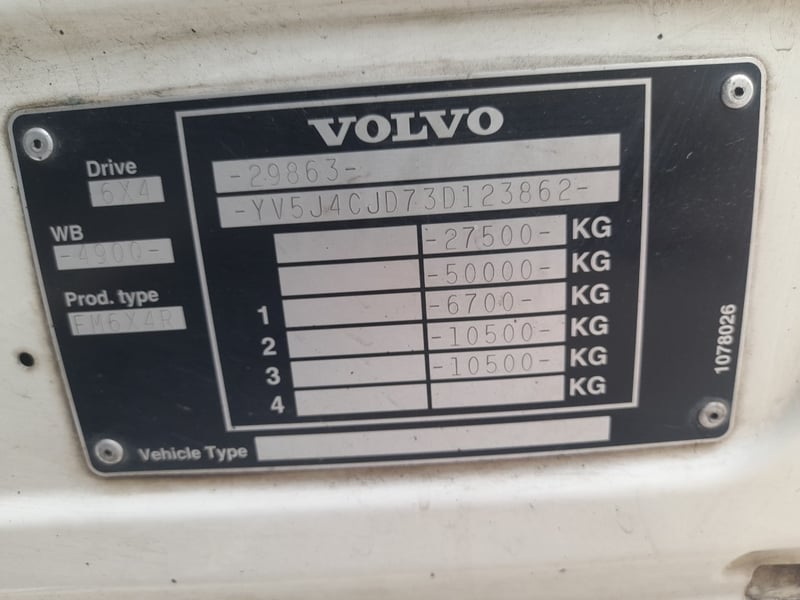 VOLVO
-29863-
-YV5J4CJD73D123862-
Drive
6X4
WB
-4900-
Prod. type
FM6X4R
-27500- KG
-50000- KG
1 -6700- KG
2 -10500- KG
3 -10500- KG
4 KG
Vehicle Type
1078026